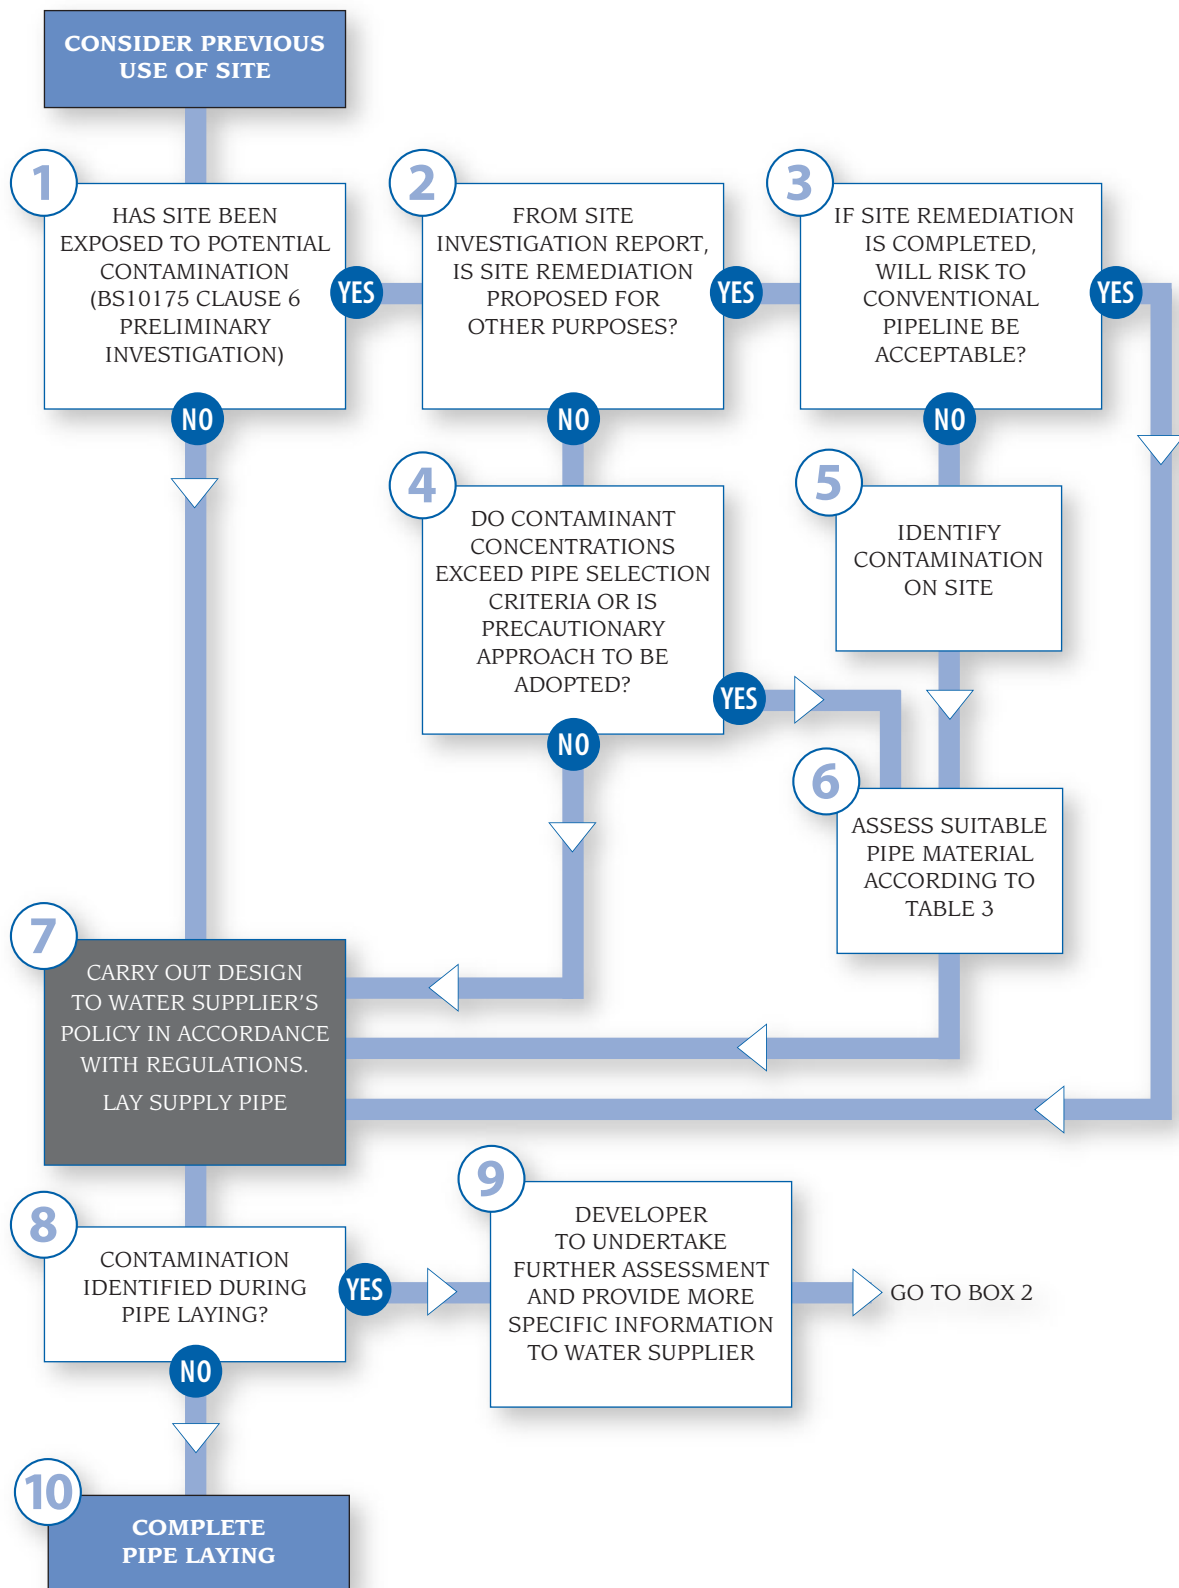 CONSIDER PREVIOUS
USE OF SITE
1
HAS SITE BEEN
EXPOSED TO POTENTIAL
CONTAMINATION
(BS10175 CLAUSE 6
PRELIMINARY
INVESTIGATION)
YES
NO
2
FROM SITE
INVESTIGATION REPORT,
IS SITE REMEDIATION
PROPOSED FOR
OTHER PURPOSES?
YES
NO
3
IF SITE REMEDIATION
IS COMPLETED,
WILL RISK TO
CONVENTIONAL
PIPELINE BE
ACCEPTABLE?
YES
NO
4
DO CONTAMINANT
CONCENTRATIONS
EXCEED PIPE SELECTION
CRITERIA OR IS
PRECAUTIONARY
APPROACH TO BE
ADOPTED?
YES
NO
5
IDENTIFY
CONTAMINATION
ON SITE
6
ASSESS SUITABLE
PIPE MATERIAL
ACCORDING TO
TABLE 3
7
CARRY OUT DESIGN
TO WATER SUPPLIER'S
POLICY IN ACCORDANCE
WITH REGULATIONS.
LAY SUPPLY PIPE
8
CONTAMINATION
IDENTIFIED DURING
PIPE LAYING?
YES
NO
9
DEVELOPER
TO UNDERTAKE
FURTHER ASSESSMENT
AND PROVIDE MORE
SPECIFIC INFORMATION
TO WATER SUPPLIER
GO TO BOX 2
10
COMPLETE
PIPE LAYING